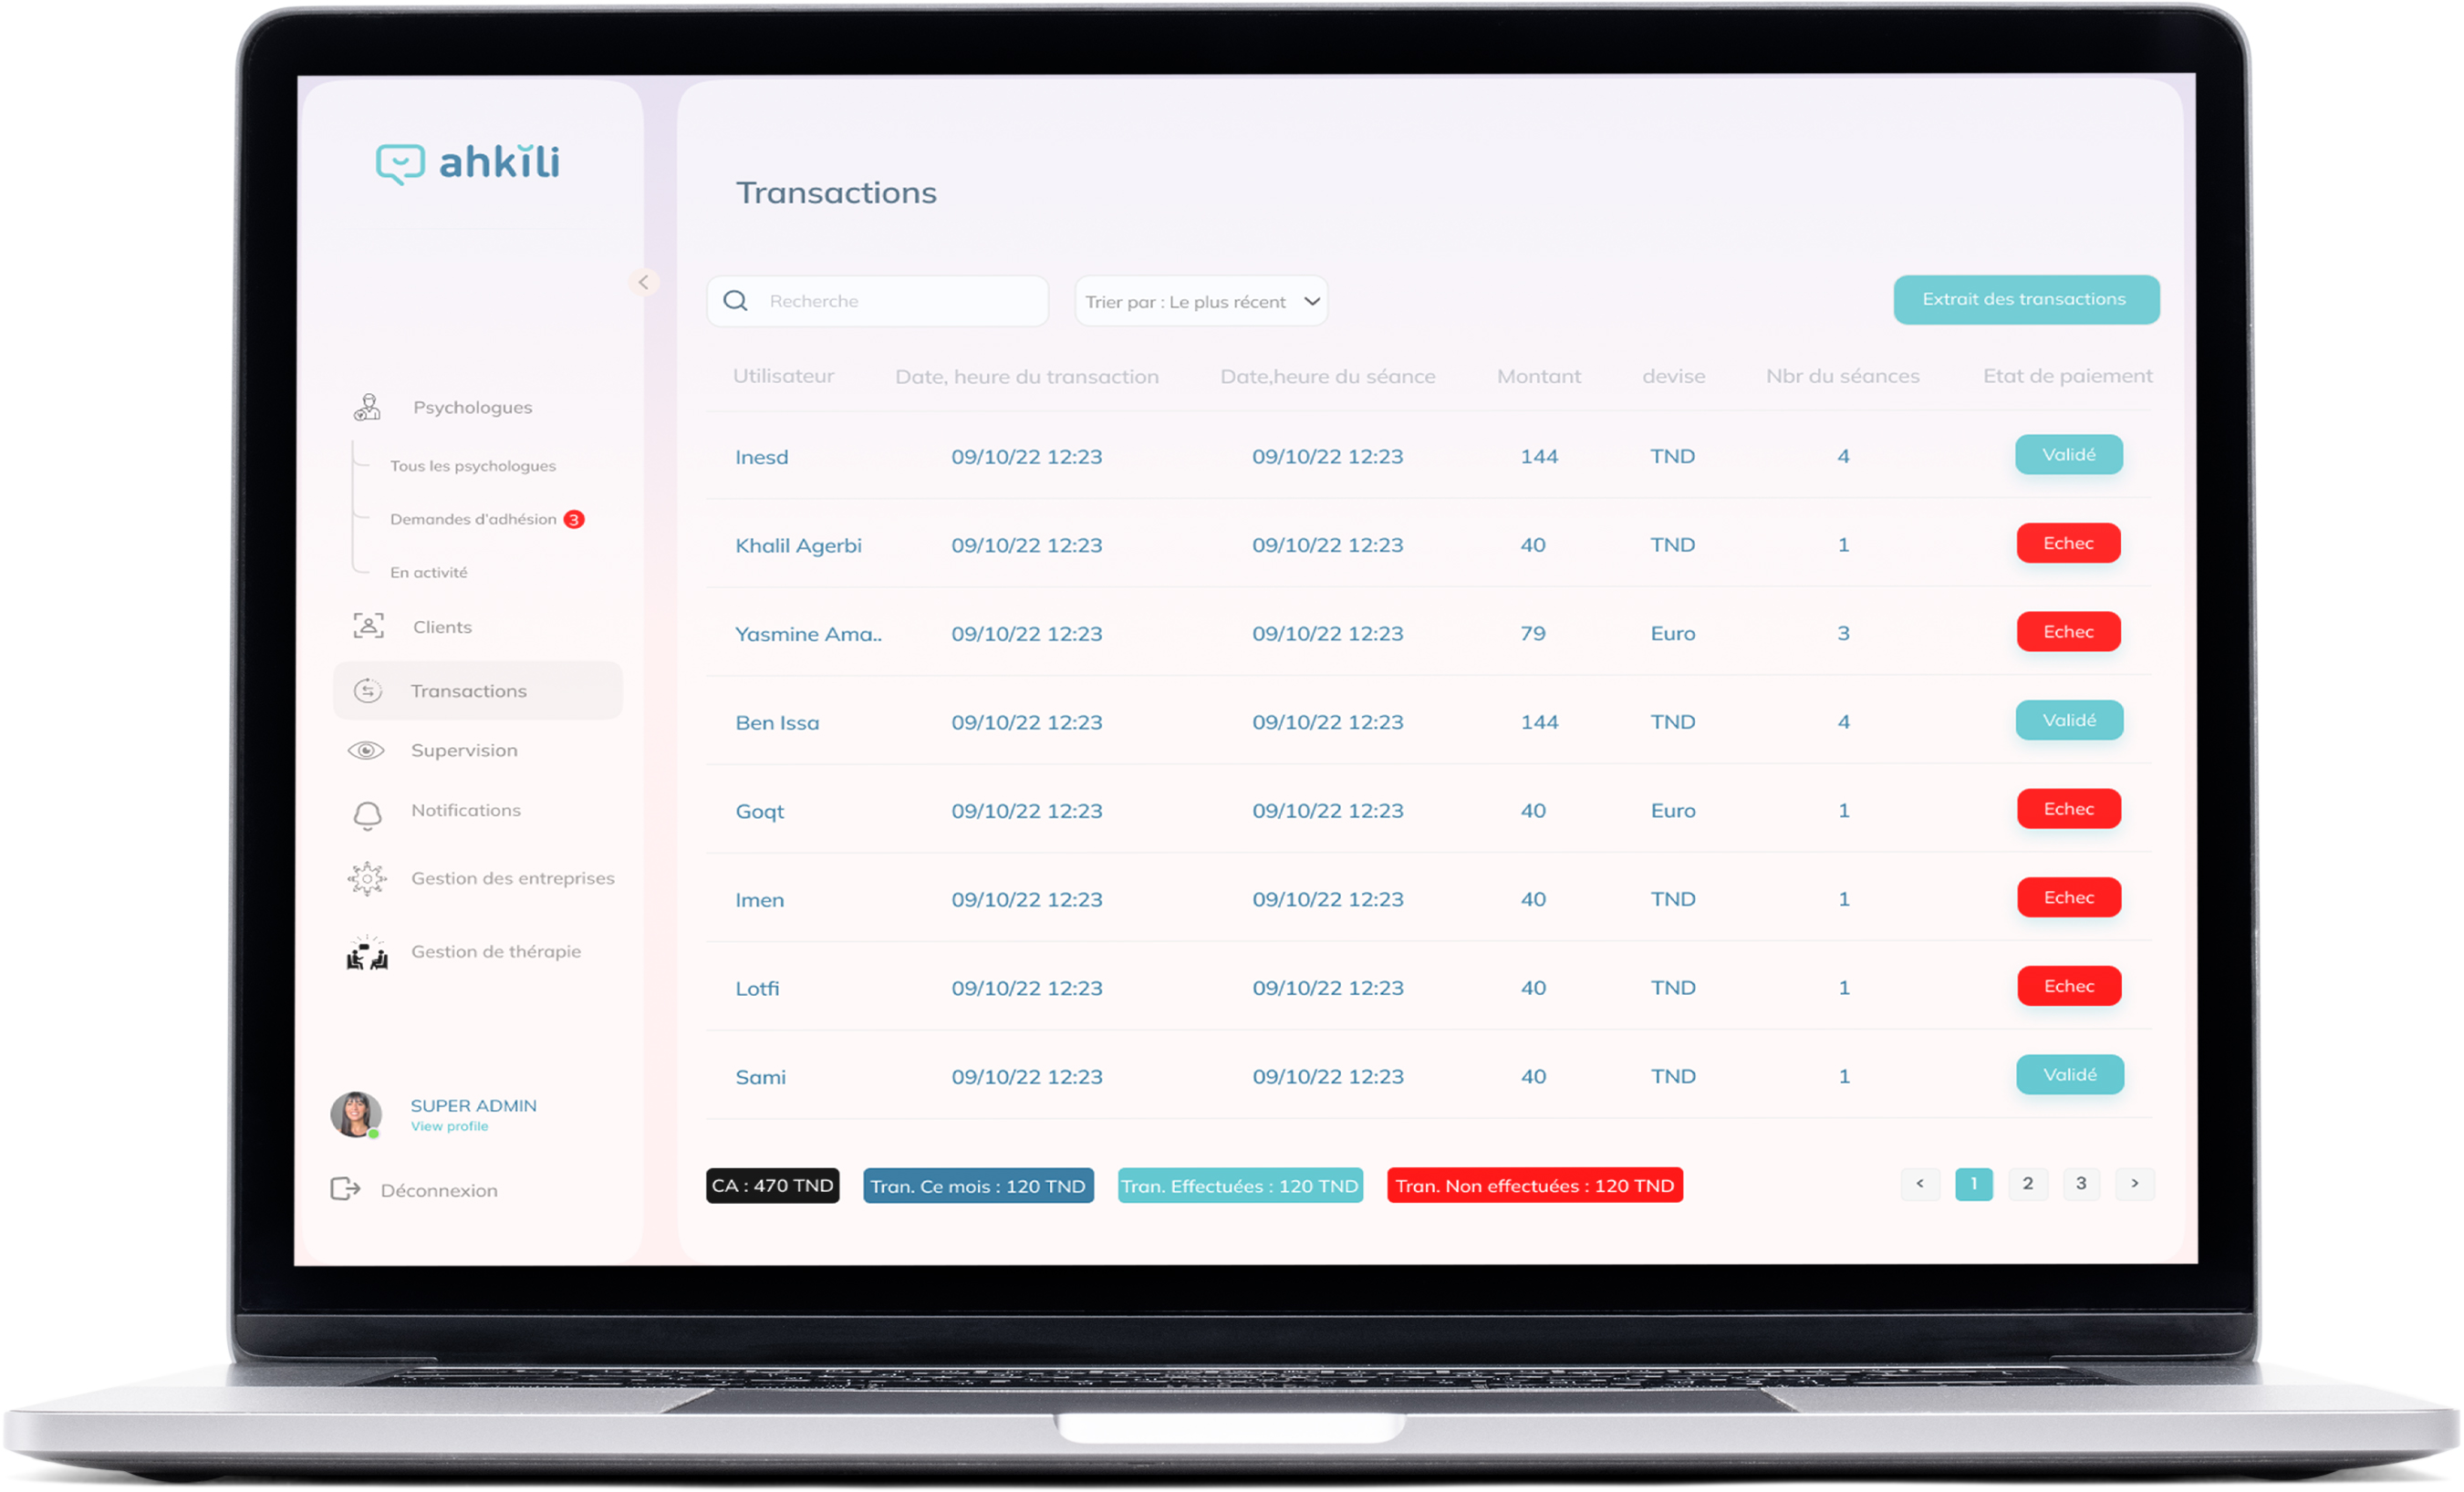 ahkili
Transactions
Recherche
Trier par : Le plus récent
Extrait des transactions
Utilisateur Date, heure du transaction Date,heure du séance Montant devise Nbr du séances Etat de paiement
Inesd 09/10/22 12:23 09/10/22 12:23 144 TND 4 Validé
Khalil Agerbi 09/10/22 12:23 09/10/22 12:23 40 TND 1 Echec
Yasmine Ama.. 09/10/22 12:23 09/10/22 12:23 79 Euro 3 Echec
Ben Issa 09/10/22 12:23 09/10/22 12:23 144 TND 4 Validé
Goqt 09/10/22 12:23 09/10/22 12:23 40 Euro 1 Echec
Imen 09/10/22 12:23 09/10/22 12:23 40 TND 1 Echec
Lotfi 09/10/22 12:23 09/10/22 12:23 40 TND 1 Echec
Sami 09/10/22 12:23 09/10/22 12:23 40 TND 1 Validé
CA : 470 TND Tran. Ce mois : 120 TND Tran. Effectuées : 120 TND Tran. Non effectuées : 120 TND
< 1 2 3 >
Psychologues
Tous les psychologues
Demandes d'adhésion 3
En activité
Clients
Transactions
Supervision
Notifications
Gestion des entreprises
Gestion de thérapie
SUPER ADMIN
View profile
Déconnexion